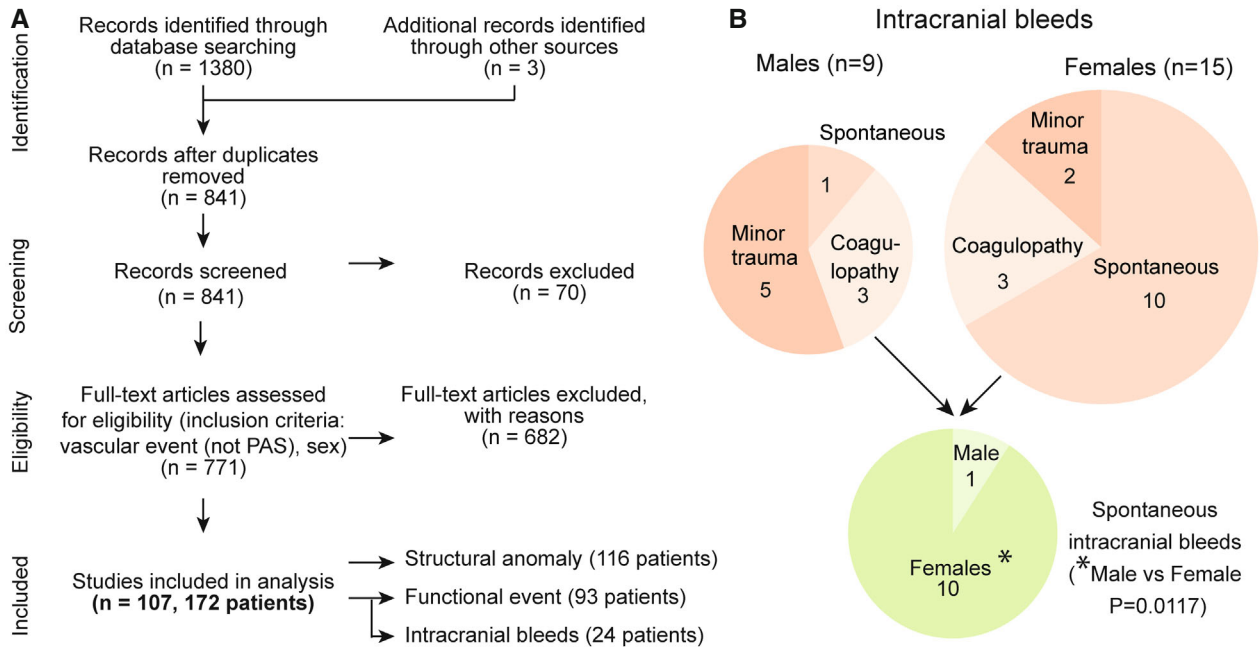 A
Identification
Records identified through
database searching
(n = 1380)
Additional records identified
through other sources
(n = 3)
Records after duplicates
removed
(n = 841)
Screening
Records screened
(n = 841)
Records excluded
(n = 70)
Eligibility
Full-text articles assessed
for eligibility (inclusion criteria:
vascular event (not PAS), sex)
(n = 771)
Full-text articles excluded,
with reasons
(n = 682)
Included
Studies included in analysis
(n = 107, 172 patients)
Structural anomaly (116 patients)
Functional event (93 patients)
Intracranial bleeds (24 patients)
B
Intracranial bleeds
Males (n=9)
Spontaneous
1
Minor
trauma
5
Coagu-
lopathy
3
Females (n=15)
Minor
trauma
2
Coagulopathy
3
Spontaneous
10
Male
1
Females *
10
Spontaneous
intracranial bleeds
(*Male vs Female
P=0.0117)